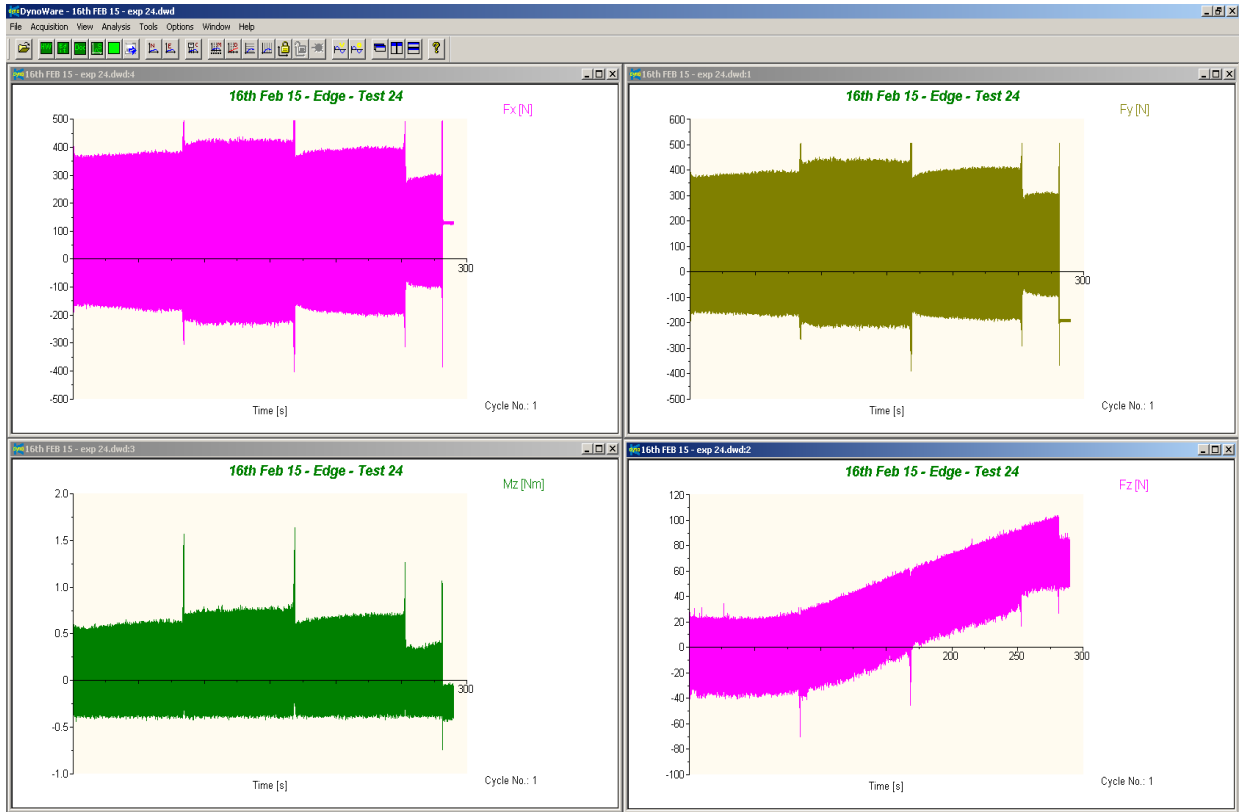 DynoWare - 16th FEB 15 - exp 24.dwd
File Acquisition View Analysis Tools Options Window Help
16th FEB 15 - exp 24.dwd:4
16th Feb 15 - Edge - Test 24
Fx [N]
500
400
300
200
100
0
-100
-200
-300
-400
-500
300
Time [s]
Cycle No.: 1
16th FEB 15 - exp 24.dwd:1
16th Feb 15 - Edge - Test 24
Fy [N]
600
500
400
300
200
100
0
-100
-200
-300
-400
-500
300
Time [s]
Cycle No.: 1
16th FEB 15 - exp 24.dwd:3
16th Feb 15 - Edge - Test 24
Mz [Nm]
2.0
1.5
1.0
0.5
0
-0.5
-1.0
300
Time [s]
Cycle No.: 1
16th FEB 15 - exp 24.dwd:2
16th Feb 15 - Edge - Test 24
Fz [N]
120
100
80
60
40
20
0
-20
-40
-60
-80
-100
200 250 300
Time [s]
Cycle No.: 1